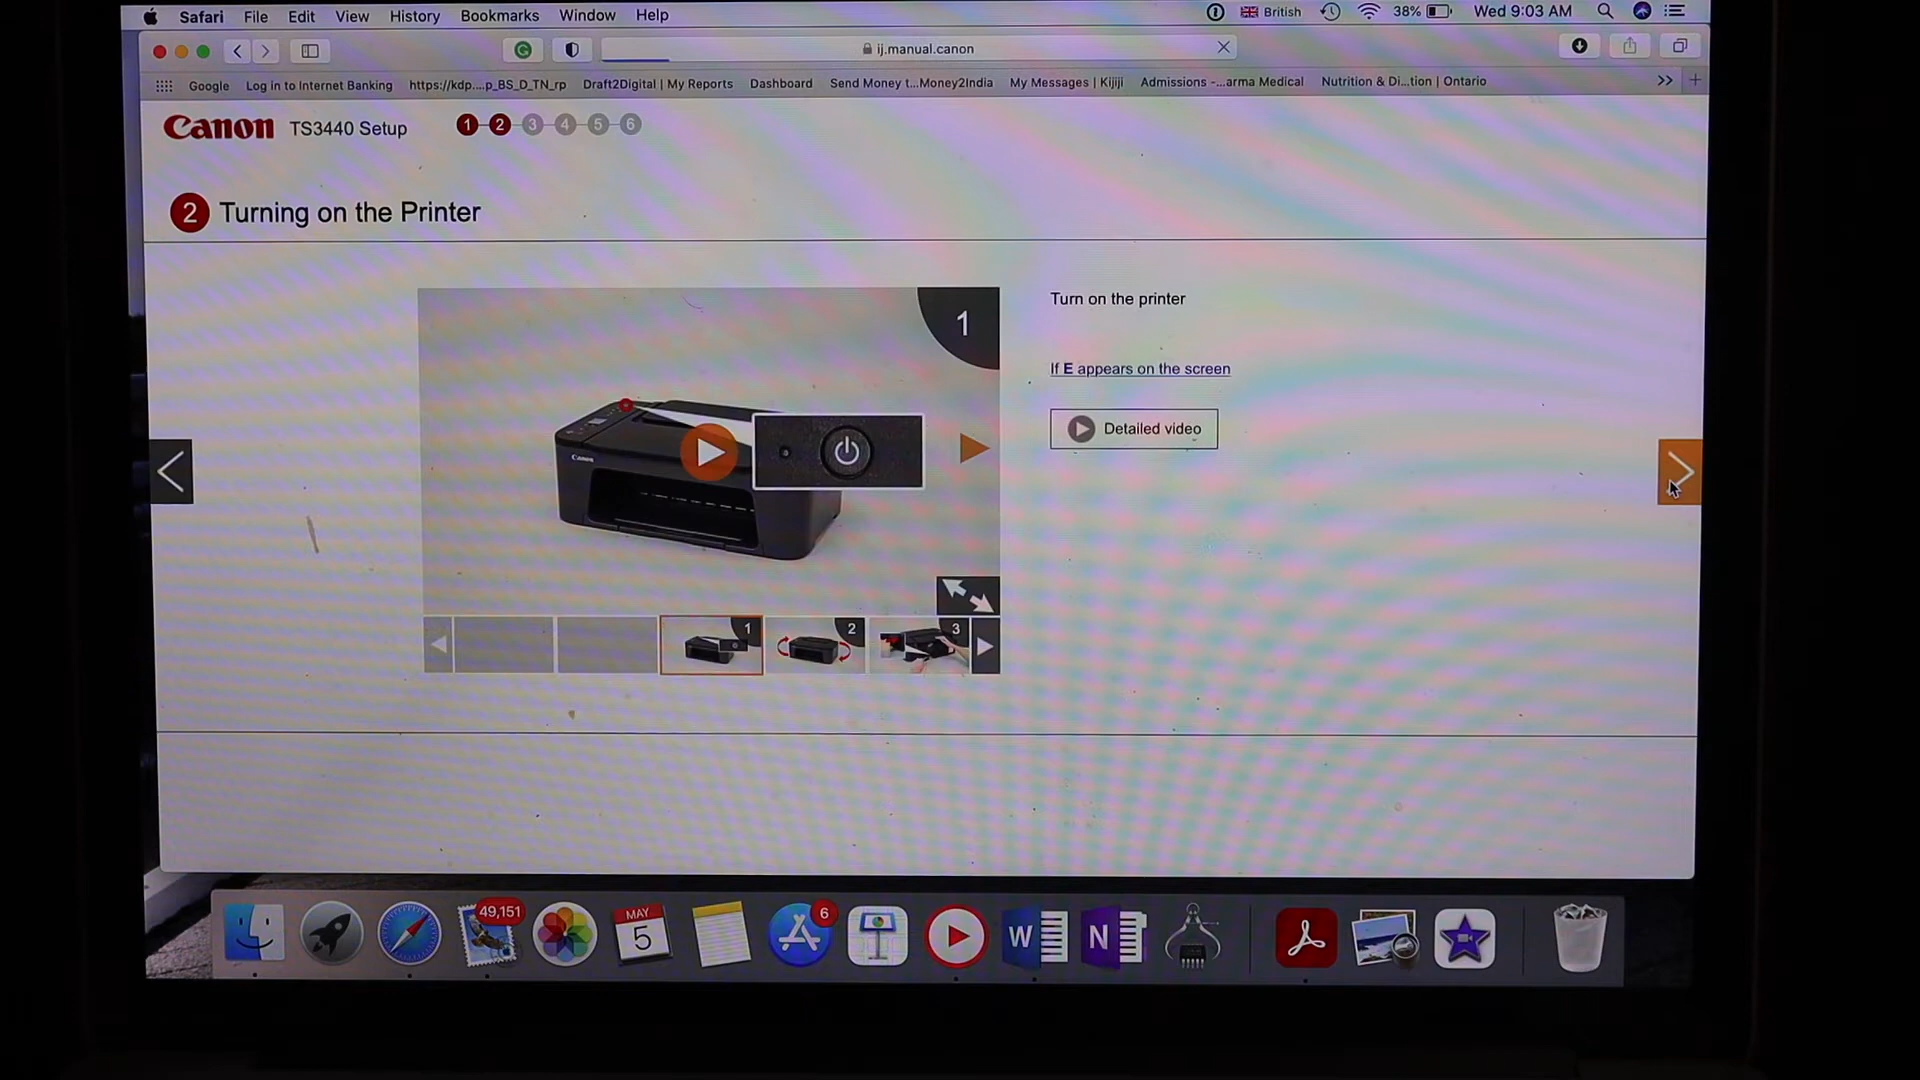 Safari File Edit View History Bookmarks Window Help British 38% Wed 9:03 AM
ij.manual.canon
Google Log in to Internet Banking https://kdp....p_BS_D_TN_rp Draft2Digital | My Reports Dashboard Send Money t...Money2India My Messages | Kijiji Admissions -...arma Medical Nutrition & Di...tion | Ontario
Canon TS3440 Setup 1 2 3 4 5 6
2 Turning on the Printer
1
Turn on the printer
If E appears on the screen
Detailed video
Canon
1 2 3
49,151 MAY 6
5 W N